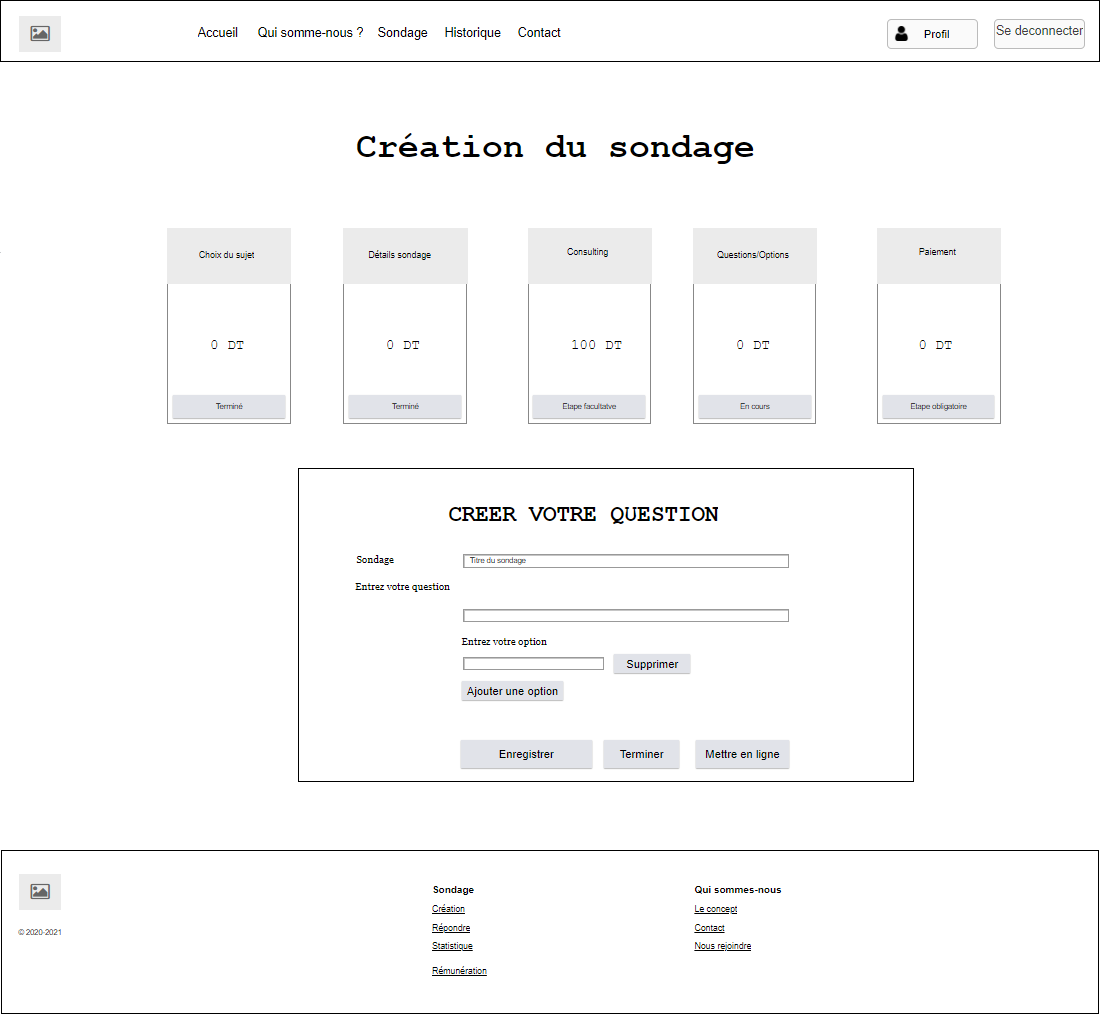 Accueil Qui somme-nous ? Sondage Historique Contact Profil Se deconnecter
Création du sondage
Choix du sujet Détails sondage Consulting Questions/Options Paiement
0 DT 0 DT 100 DT 0 DT 0 DT
Terminé Terminé Etape facultatve En cours Etape obligatoire
CREER VOTRE QUESTION
Sondage Titre du sondage
Entrez votre question
Entrez votre option
Supprimer
Ajouter une option
Enregistrer Terminer Mettre en ligne
Sondage Qui sommes-nous
Création Le concept
© 2020-2021 Répondre Contact
Statistique Nous rejoindre
Rémunération